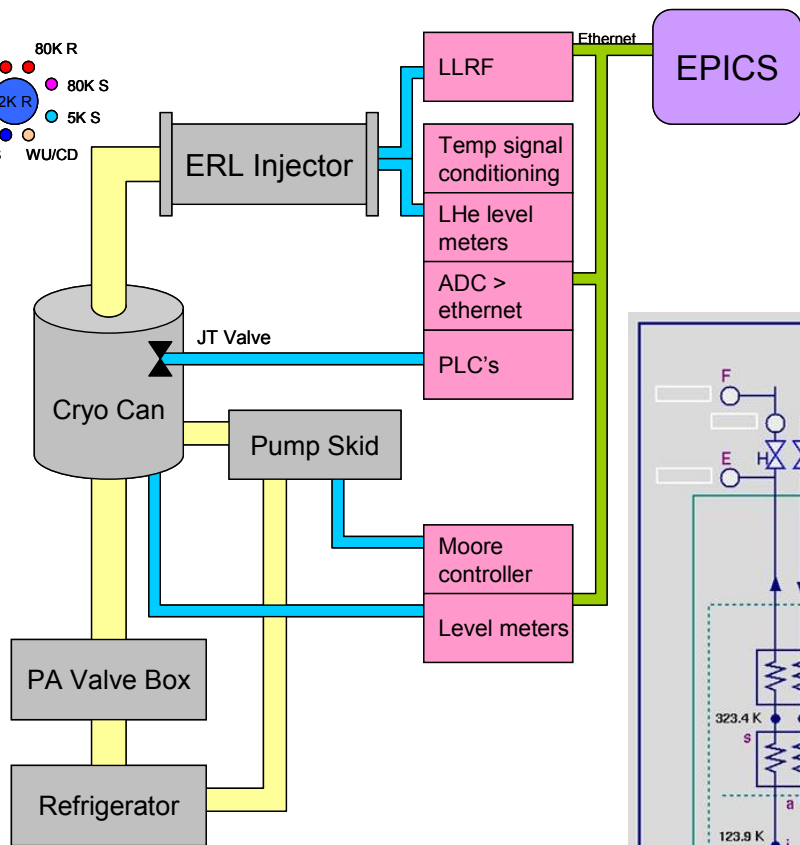 80K R
80K S
2K R
5K S
WU/CD
ERL Injector
LLRF
Ethernet
EPICS
Temp signal
conditioning
LHe level
meters
ADC >
ethernet
PLC's
JT Valve
Cryo Can
Pump Skid
Moore
controller
Level meters
PA Valve Box
Refrigerator
F
E
H
323.4 K
s
a
123.9 K
i